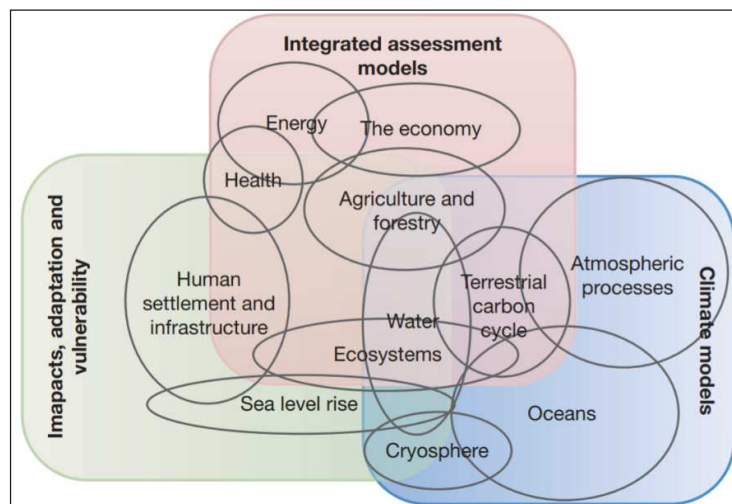 Integrated assessment
models
Energy
The economy
Health
Agriculture and
forestry
Imapacts, adaptation and
vulnerability
Human
settlement and
infrastructure
Water
Terrestrial
carbon
cycle
Atmospheric
processes
Climate models
Ecosystems
Sea level rise
Oceans
Cryosphere